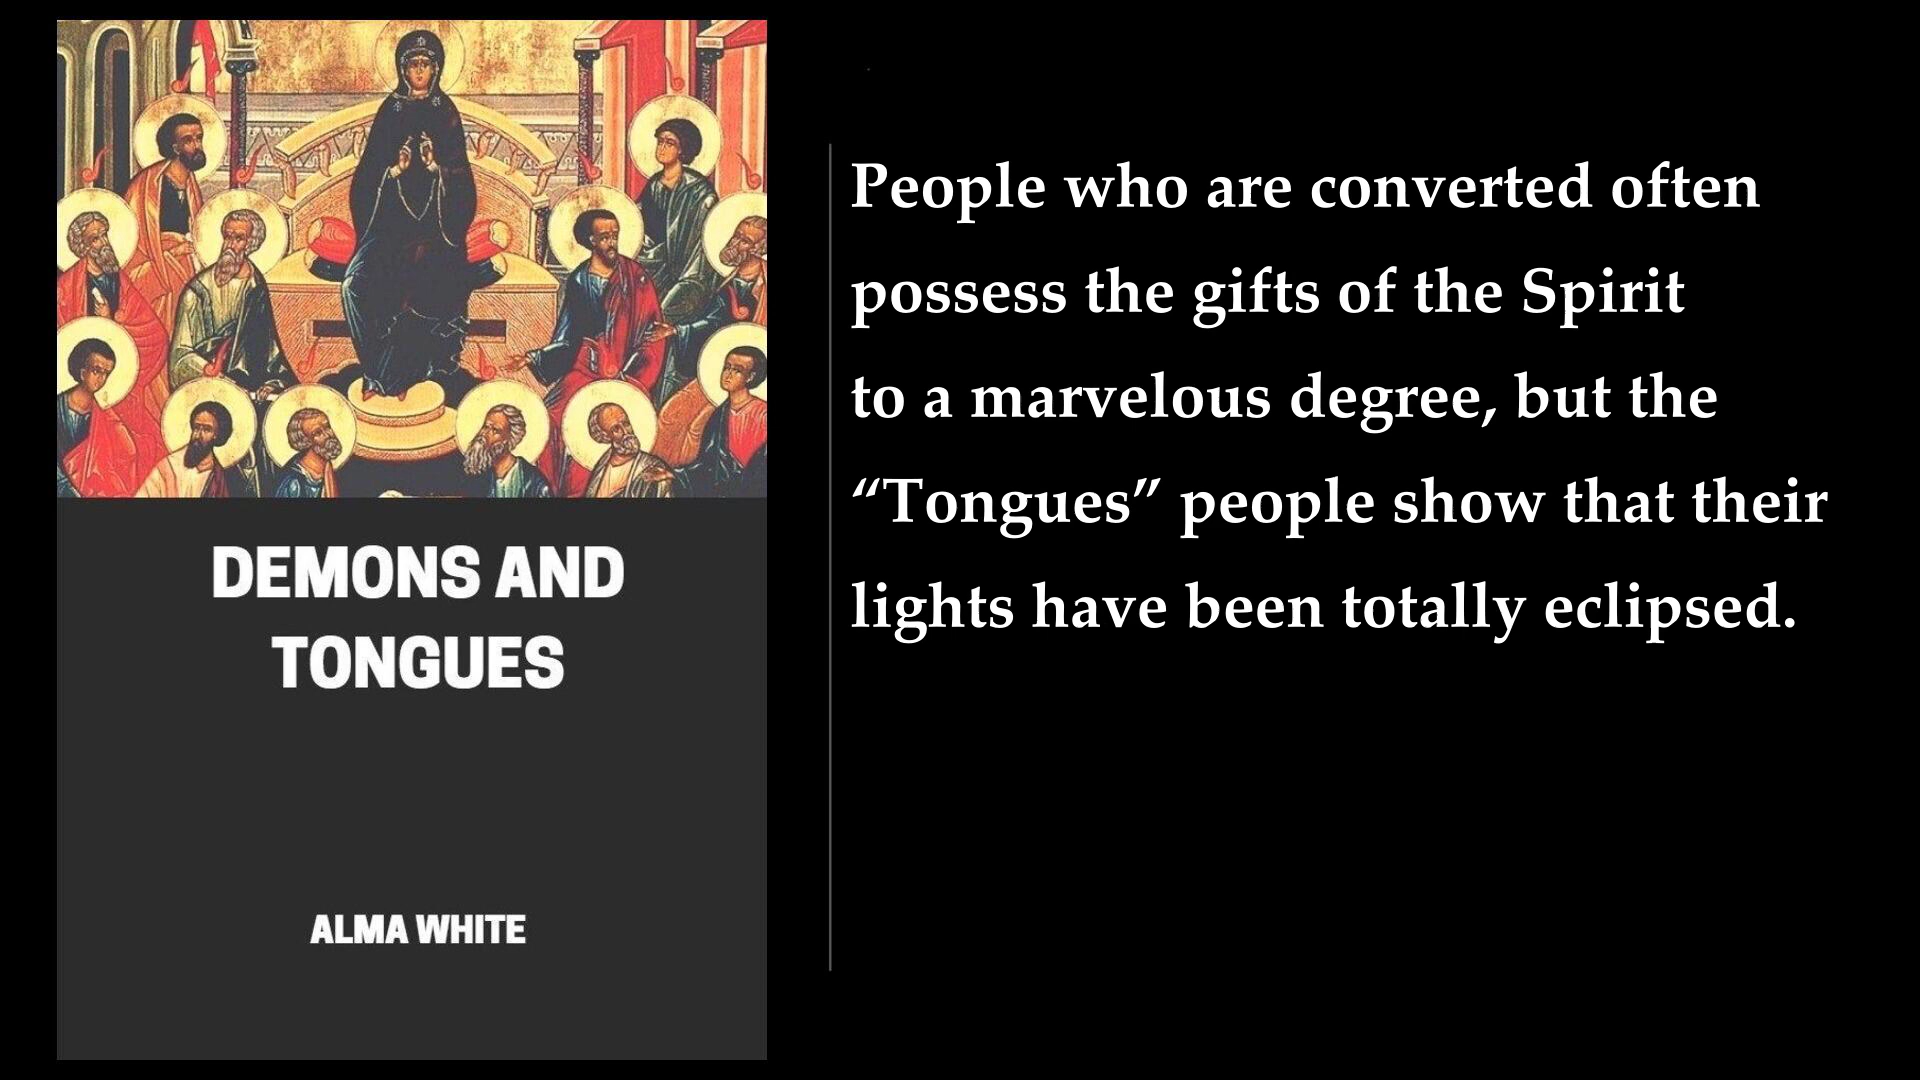 DEMONS AND
TONGUES
ALMA WHITE
People who are converted often
possess the gifts of the Spirit
to a marvelous degree, but the
“Tongues” people show that their
lights have been totally eclipsed.